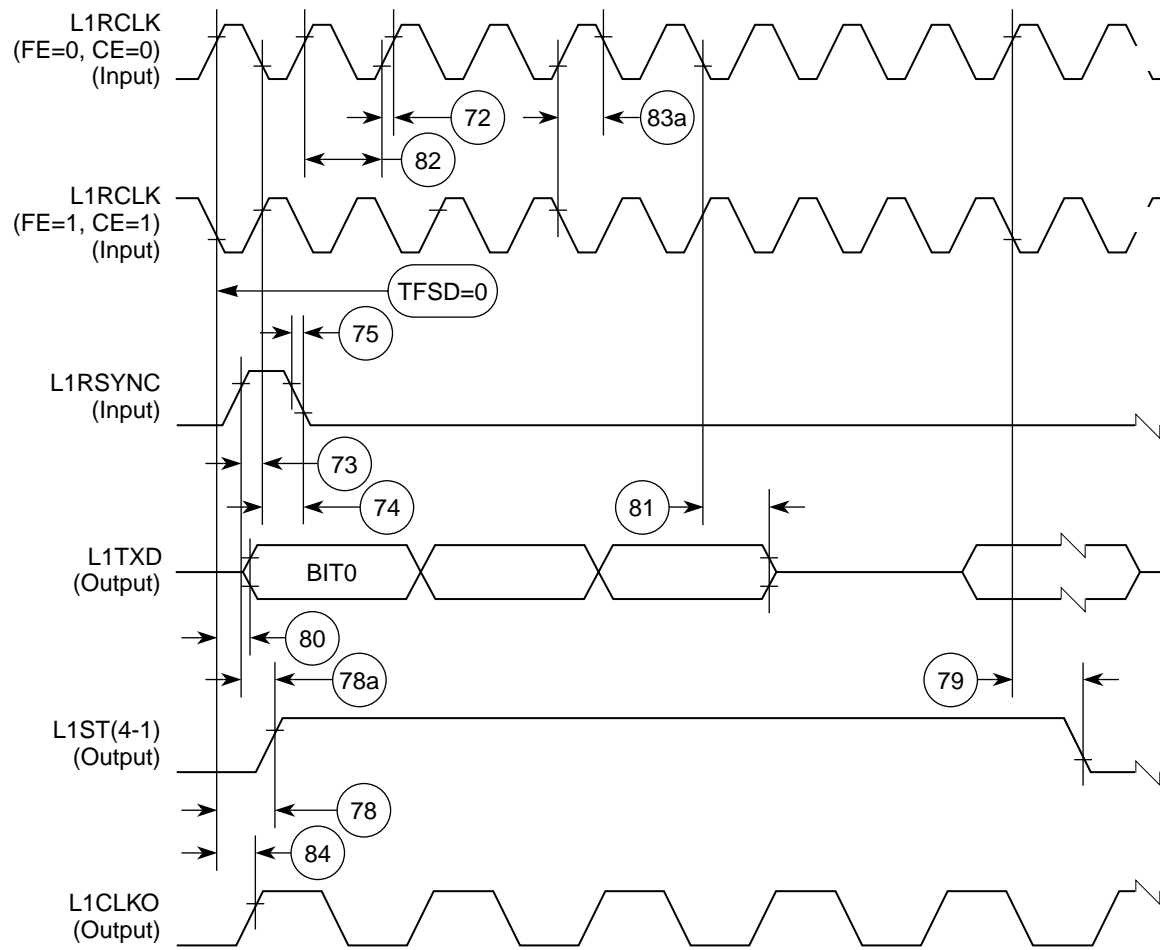 L1RCLK
(FE=0, CE=0)
(Input)
72
83a
82
L1RCLK
(FE=1, CE=1)
(Input)
TFSD=0
75
L1RSYNC
(Input)
73
74
81
L1TXD
(Output)
BIT0
80
78a
79
L1ST(4-1)
(Output)
78
84
L1CLKO
(Output)